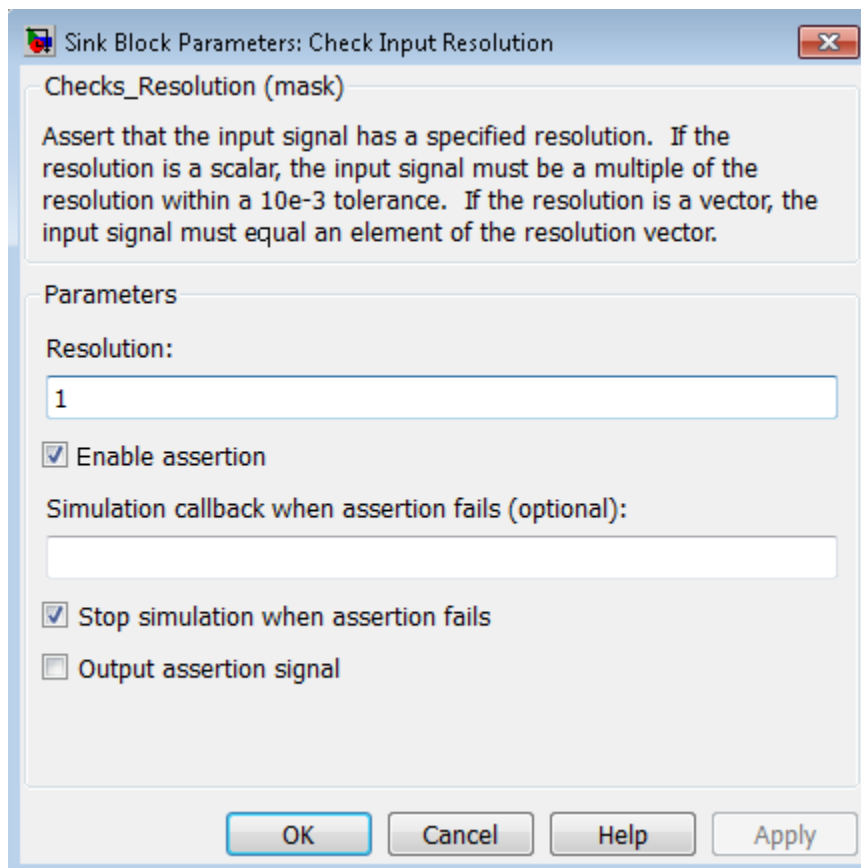 Sink Block Parameters: Check Input Resolution
Checks_Resolution (mask)
Assert that the input signal has a specified resolution. If the
resolution is a scalar, the input signal must be a multiple of the
resolution within a 10e-3 tolerance. If the resolution is a vector, the
input signal must equal an element of the resolution vector.
Parameters
Resolution:
1
Enable assertion
Simulation callback when assertion fails (optional):
Stop simulation when assertion fails
Output assertion signal
OK Cancel Help Apply